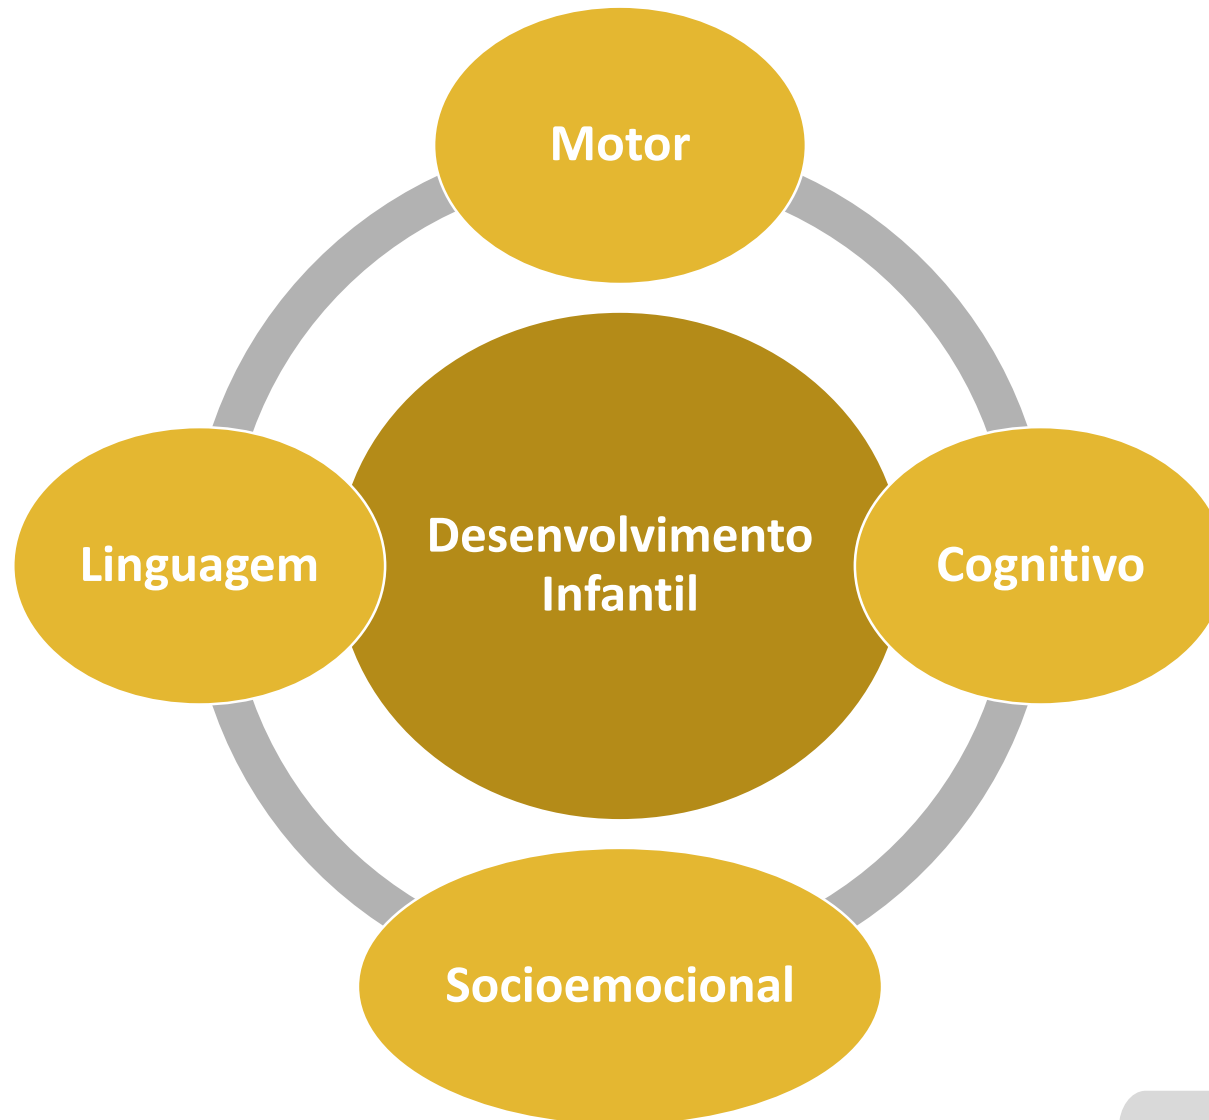 Motor
Linguagem
Desenvolvimento
Infantil
Cognitivo
Socioemocional